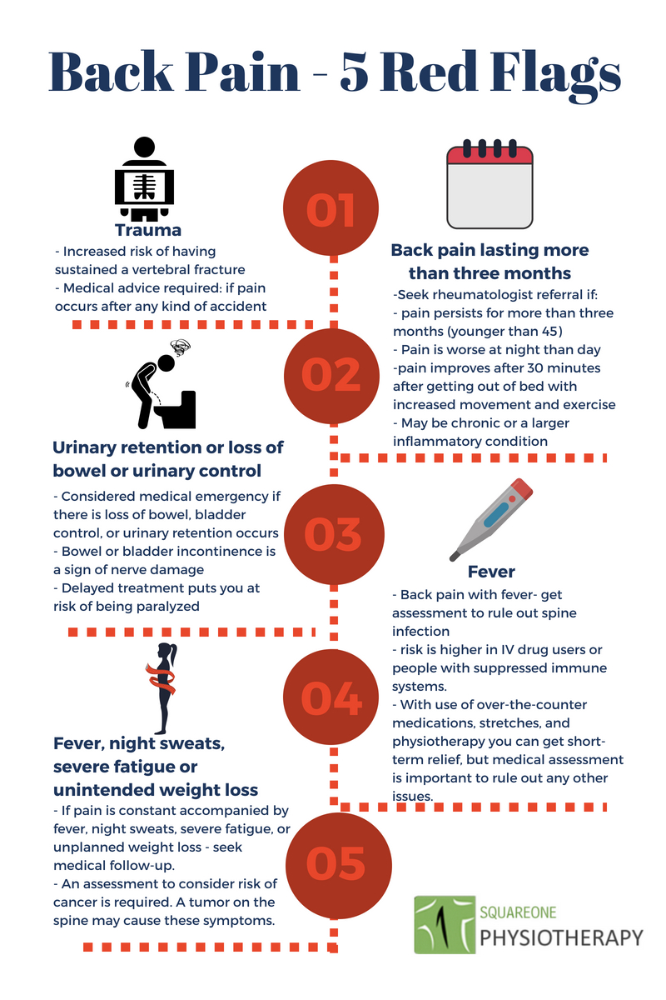 Back Pain - 5 Red Flags
01
Trauma
- Increased risk of having
sustained a vertebral fracture
- Medical advice required: if pain
occurs after any kind of accident
02
Back pain lasting more
than three months
-Seek rheumatologist referral if:
- pain persists for more than three
months (younger than 45)
- Pain is worse at night than day
-pain improves after 30 minutes
after getting out of bed with
increased movement and exercise
- May be chronic or a larger
inflammatory condition
03
Urinary retention or loss of
bowel or urinary control
- Considered medical emergency if
there is loss of bowel, bladder
control, or urinary retention occurs
- Bowel or bladder incontinence is
a sign of nerve damage
- Delayed treatment puts you at
risk of being paralyzed
04
Fever
- Back pain with fever- get
assessment to rule out spine
infection
- risk is higher in IV drug users or
people with suppressed immune
systems.
- With use of over-the-counter
medications, stretches, and
physiotherapy you can get short-
term relief, but medical assessment
is important to rule out any other
issues.
05
Fever, night sweats,
severe fatigue or
unintended weight loss
- If pain is constant accompanied by
fever, night sweats, severe fatigue, or
unplanned weight loss - seek
medical follow-up.
- An assessment to consider risk of
cancer is required. A tumor on the
spine may cause these symptoms.
1
SQUAREONE
PHYSIOTHERAPY